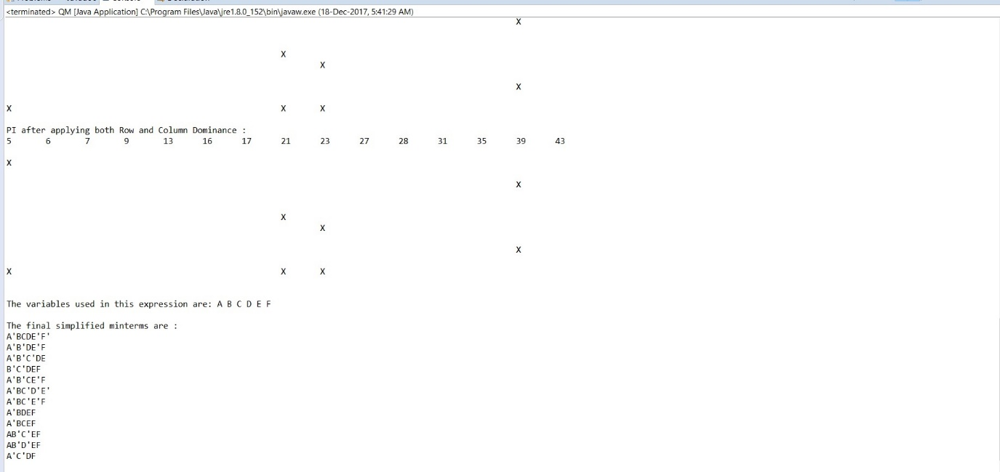 <terminated> QM [Java Application] C:\Program Files\Java\jre1.8.0_152\bin\javaw.exe (18-Dec-2017, 5:41:29 AM)
X
X
X
X
X X X
PI after applying both Row and Column Dominance :
5 6 7 9 13 16 17 21 23 27 28 31 35 39 43
X
X
X
X
X
X X X
The variables used in this expression are: A B C D E F
The final simplified minterms are :
A'BCDE'F'
A'B'DE'F
A'B'C'DE
B'C'DEF
A'B'CE'F
A'BC'D'E'
A'BC'E'F
A'BDEF
A'BCEF
AB'C'EF
AB'D'EF
A'C'DF